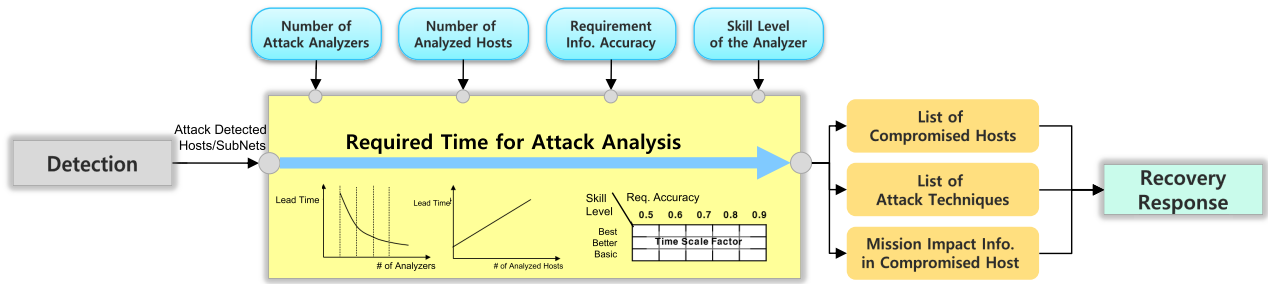 Number of
Attack Analyzers
Number of
Analyzed Hosts
Requirement
Info. Accuracy
Skill Level
of the Analyzer
Detection
Attack Detected
Hosts/SubNets
Required Time for Attack Analysis
Lead Time
# of Analyzers
Lead Time
# of Analyzed Hosts
Skill
Level
Req. Accuracy
0.5 0.6 0.7 0.8 0.9
Best
Better
Basic
Time Scale Factor
List of
Compromised Hosts
List of
Attack Techniques
Mission Impact Info.
in Compromised Host
Recovery
Response